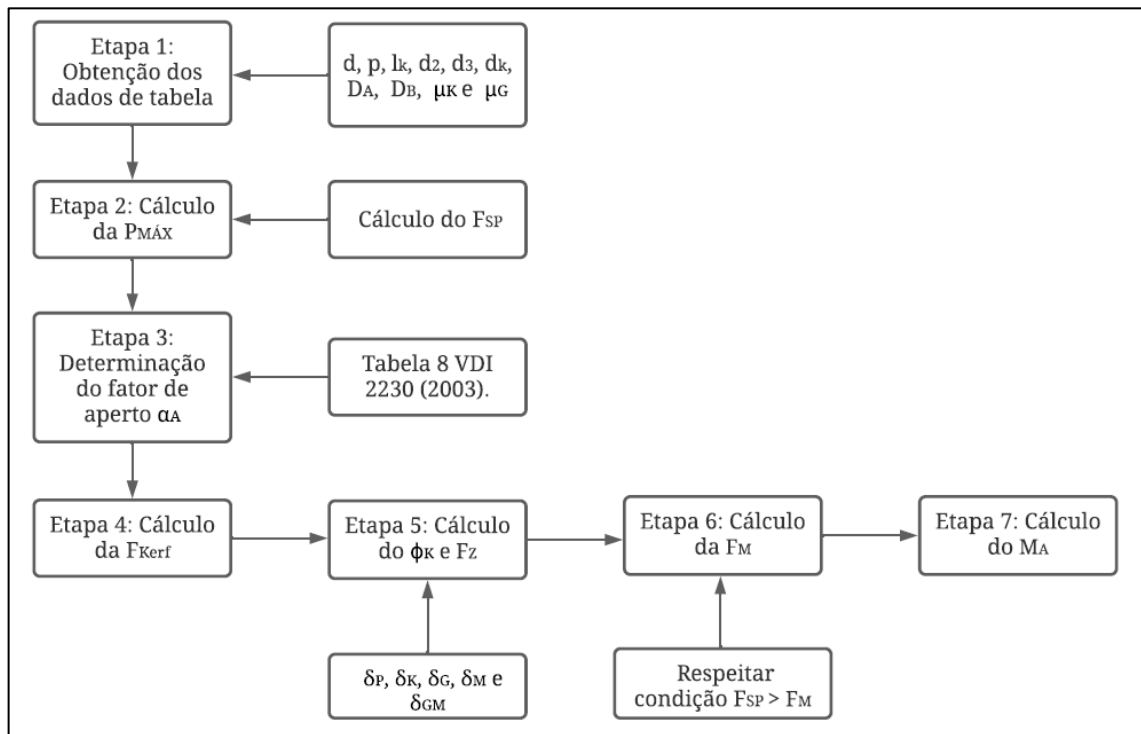 Etapa 1:
Obtenção dos
dados de tabela
d, p, lk, d2, d3, dk,
DA, DB, μK e μG
Etapa 2: Cálculo
da PMÁX
Cálculo do FSP
Etapa 3:
Determinação
do fator de
aperto αA
Tabela 8 VDI
2230 (2003).
Etapa 4: Cálculo
da FKerf
Etapa 5: Cálculo
do ϕK e FZ
Etapa 6: Cálculo
da FM
Etapa 7: Cálculo
do MA
δP, δK, δG, δM e
δGM
Respeitar
condição FSP > FM